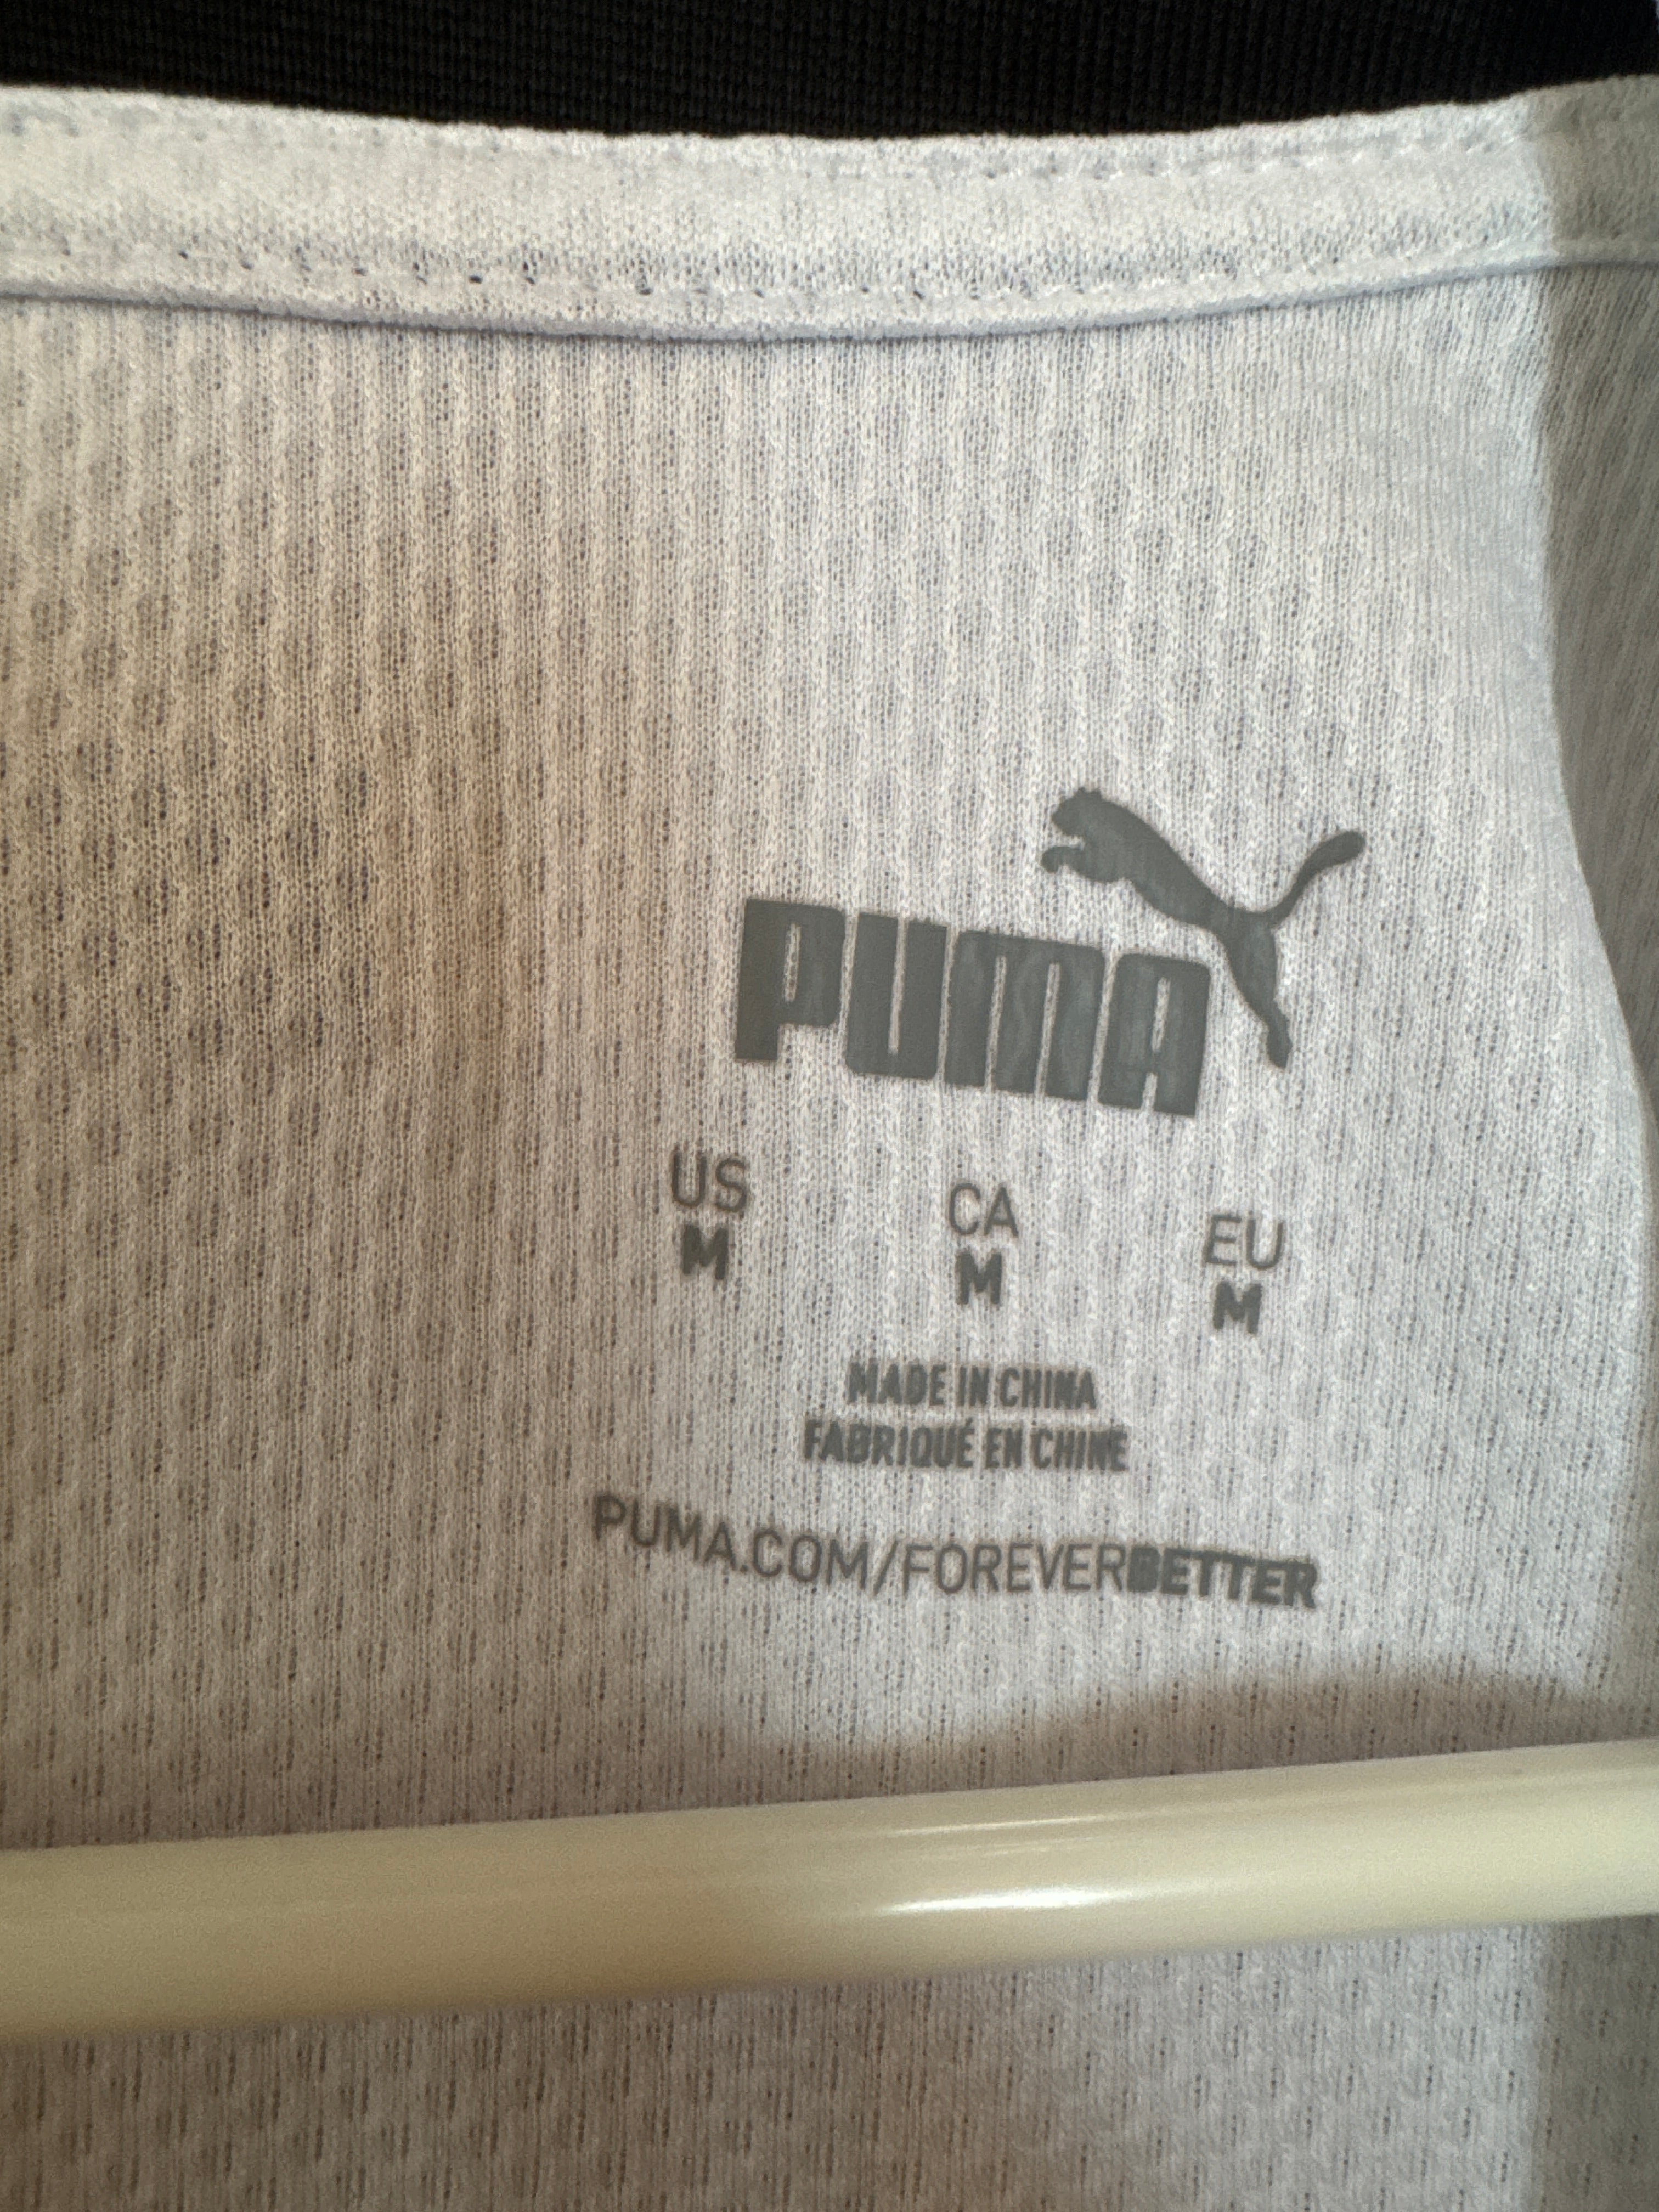 PUMA
US CA EU
M M M
MADE IN CHINA
FABRIQUÉ EN CHINE
PUMA.COM/FOREVERBETTER